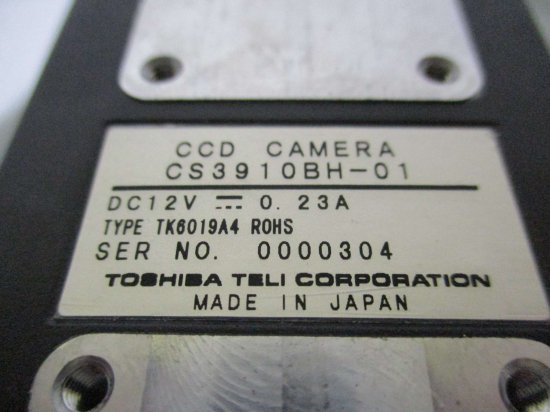 CCD CAMERA
CS3910BH-01
DC12V ⎓ 0.23A
TYPE TK6019A4 ROHS
SER NO. 0000304
TOSHIBA TELI CORPORATION
MADE IN JAPAN